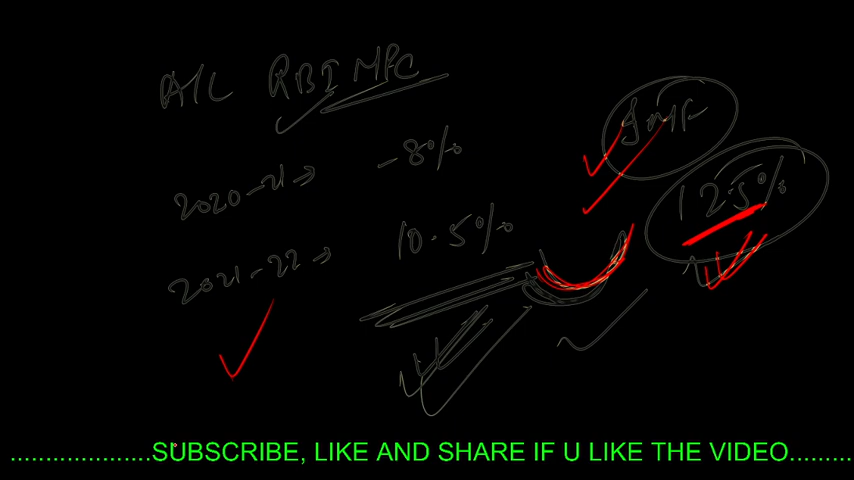 A/C RBI MPC
IMF
2020-21 → -8%
12.5%
2021-22 → 10.5%
....................SUBSCRIBE, LIKE AND SHARE IF U LIKE THE VIDEO.........